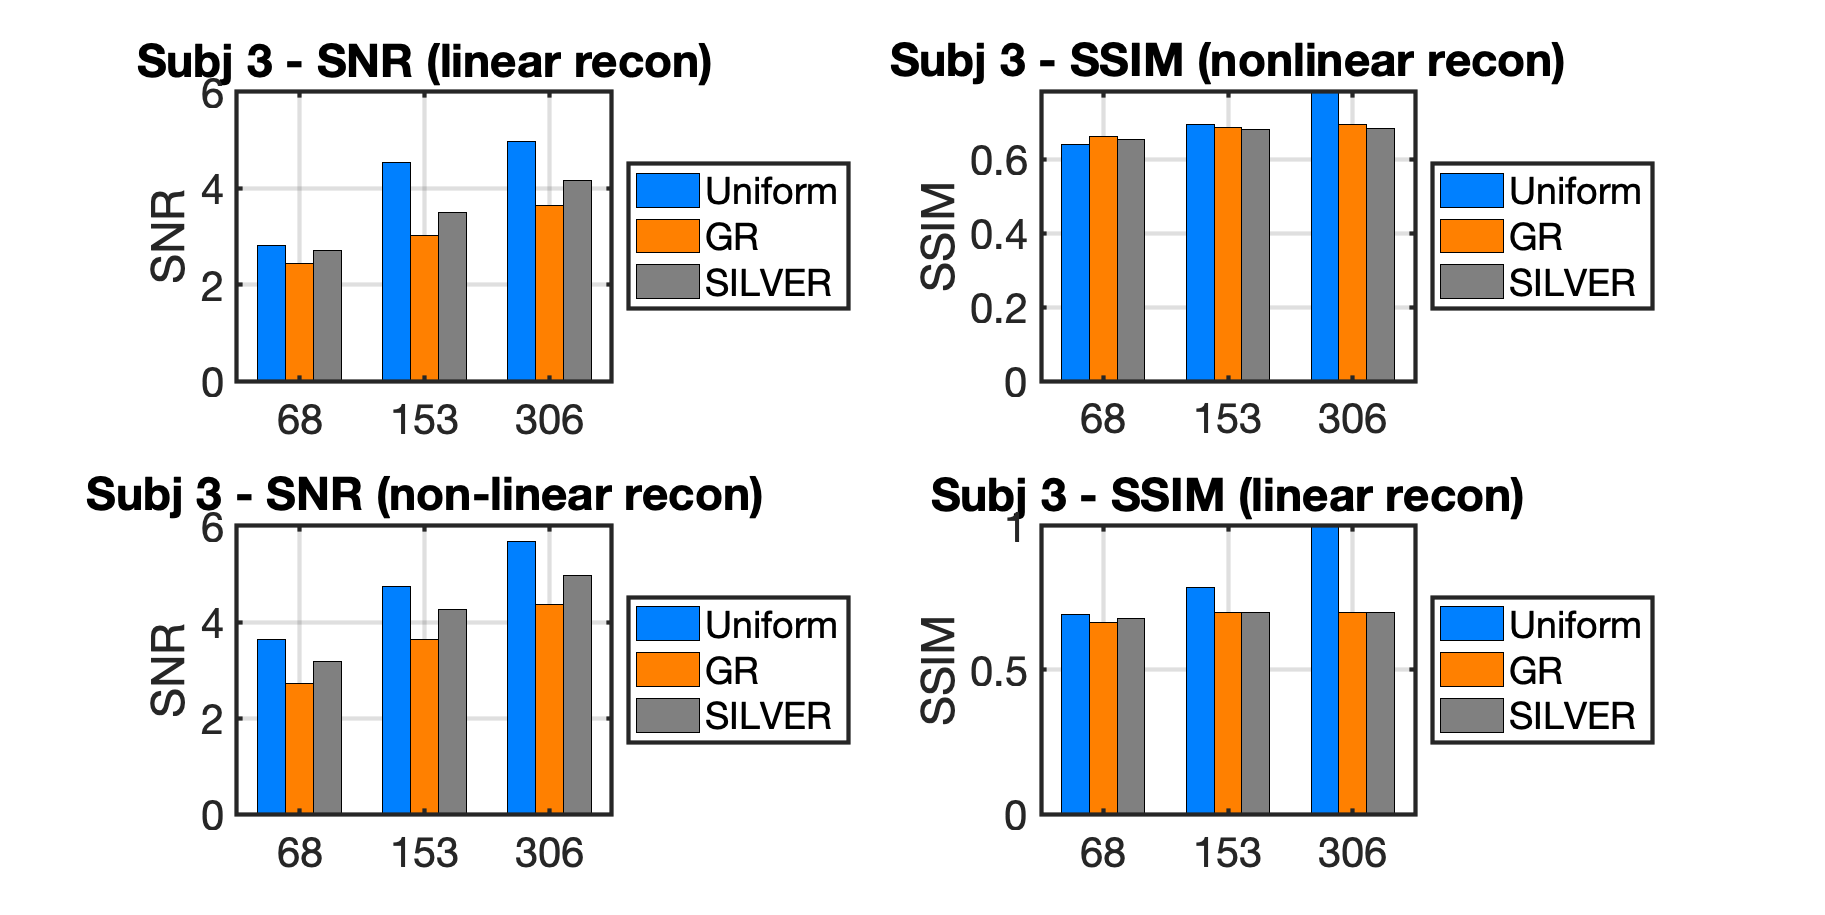 Subj 3 - SNR (linear recon)
6
4
2
0
SNR
68 153 306
Uniform
GR
SILVER
Subj 3 - SSIM (nonlinear recon)
0.6
0.4
0.2
0
SSIM
68 153 306
Uniform
GR
SILVER
Subj 3 - SNR (non-linear recon)
6
4
2
0
SNR
68 153 306
Uniform
GR
SILVER
Subj 3 - SSIM (linear recon)
1
0.5
0
SSIM
68 153 306
Uniform
GR
SILVER